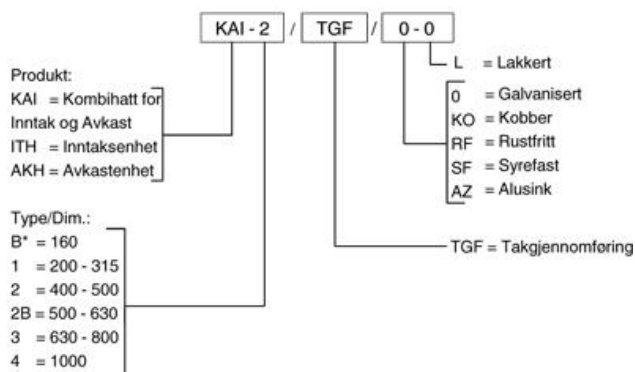 KAI - 2 / TGF / 0 - 0
L = Lakkert
Produkt:
KAI = Kombihatt for
Inntak og Avkast
ITH = Inntaksenhet
AKH = Avkastenhet
0 = Galvanisert
KO = Kobber
RF = Rustfritt
SF = Syrefast
AZ = Alusink
TGF = Takgjennomføring
Type/Dim.:
B* = 160
1 = 200 - 315
2 = 400 - 500
2B = 500 - 630
3 = 630 - 800
4 = 1000